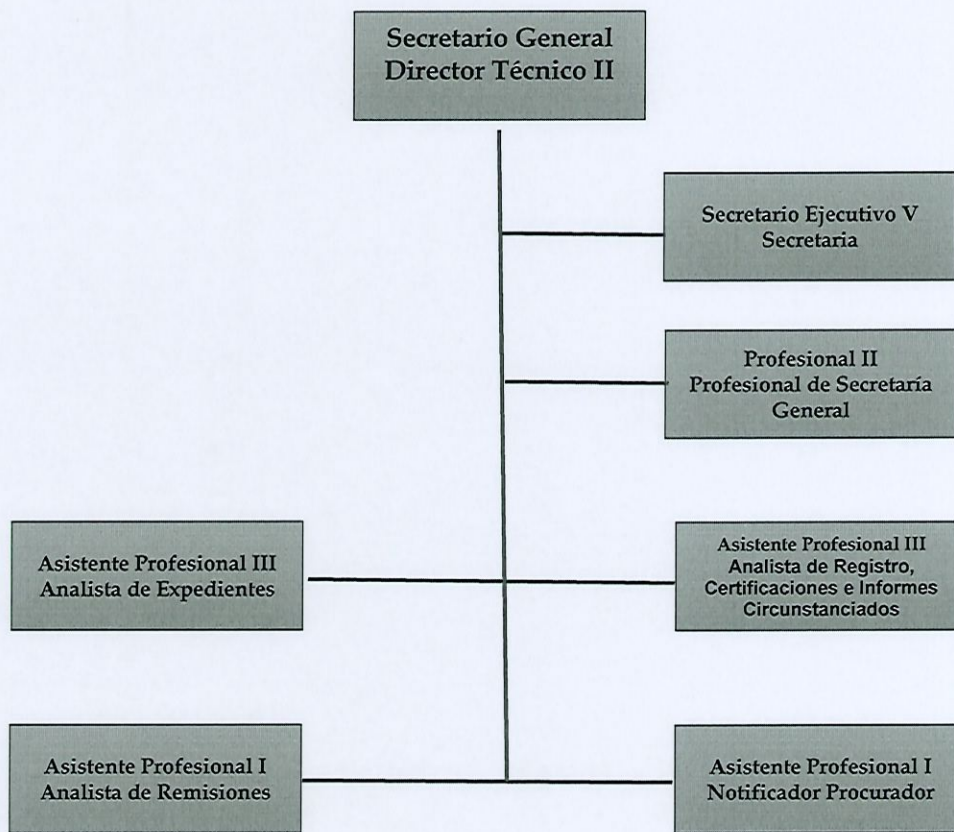 Secretario General
Director Técnico II
Secretario Ejecutivo V
Secretaria
Profesional II
Profesional de Secretaría
General
Asistente Profesional III
Analista de Expedientes
Asistente Profesional III
Analista de Registro,
Certificaciones e Informes
Circunstanciados
Asistente Profesional I
Analista de Remisiones
Asistente Profesional I
Notificador Procurador